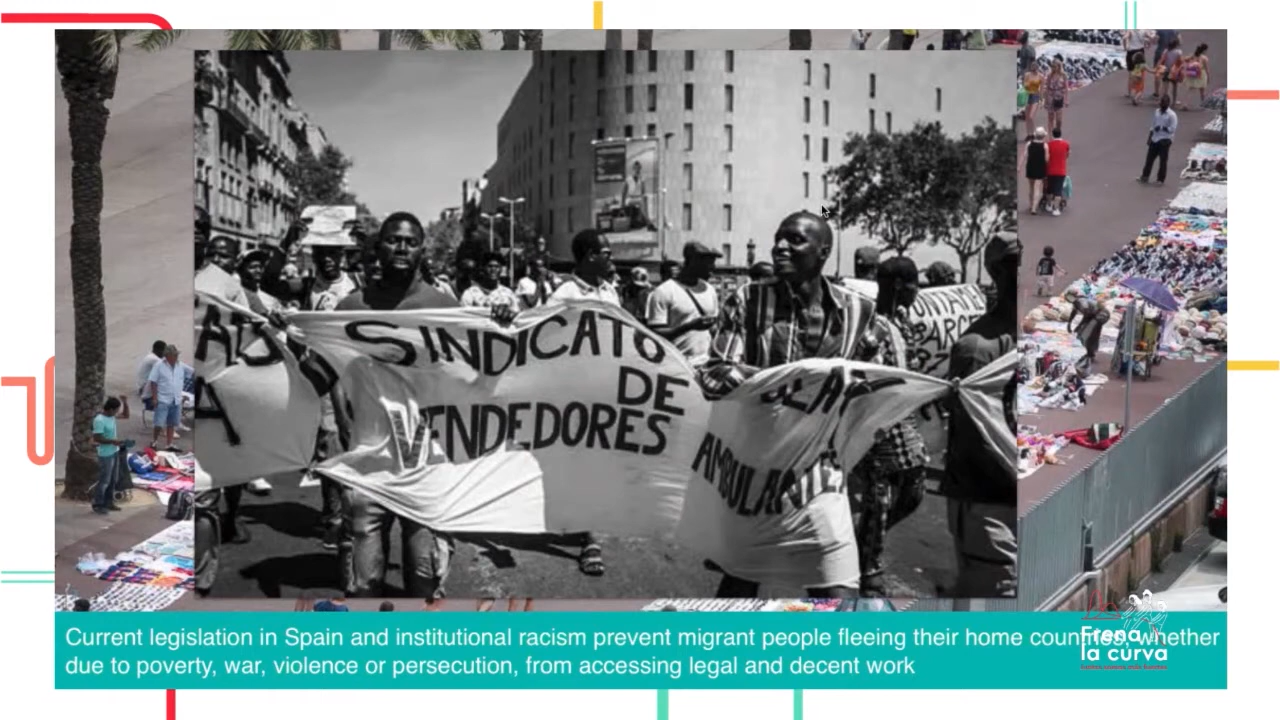 SINDICATO
DE
VENDEDORES
AMBULANTES
Current legislation in Spain and institutional racism prevent migrant people fleeing their home countries, whether
due to poverty, war, violence or persecution, from accessing legal and decent work
Frena
la curva